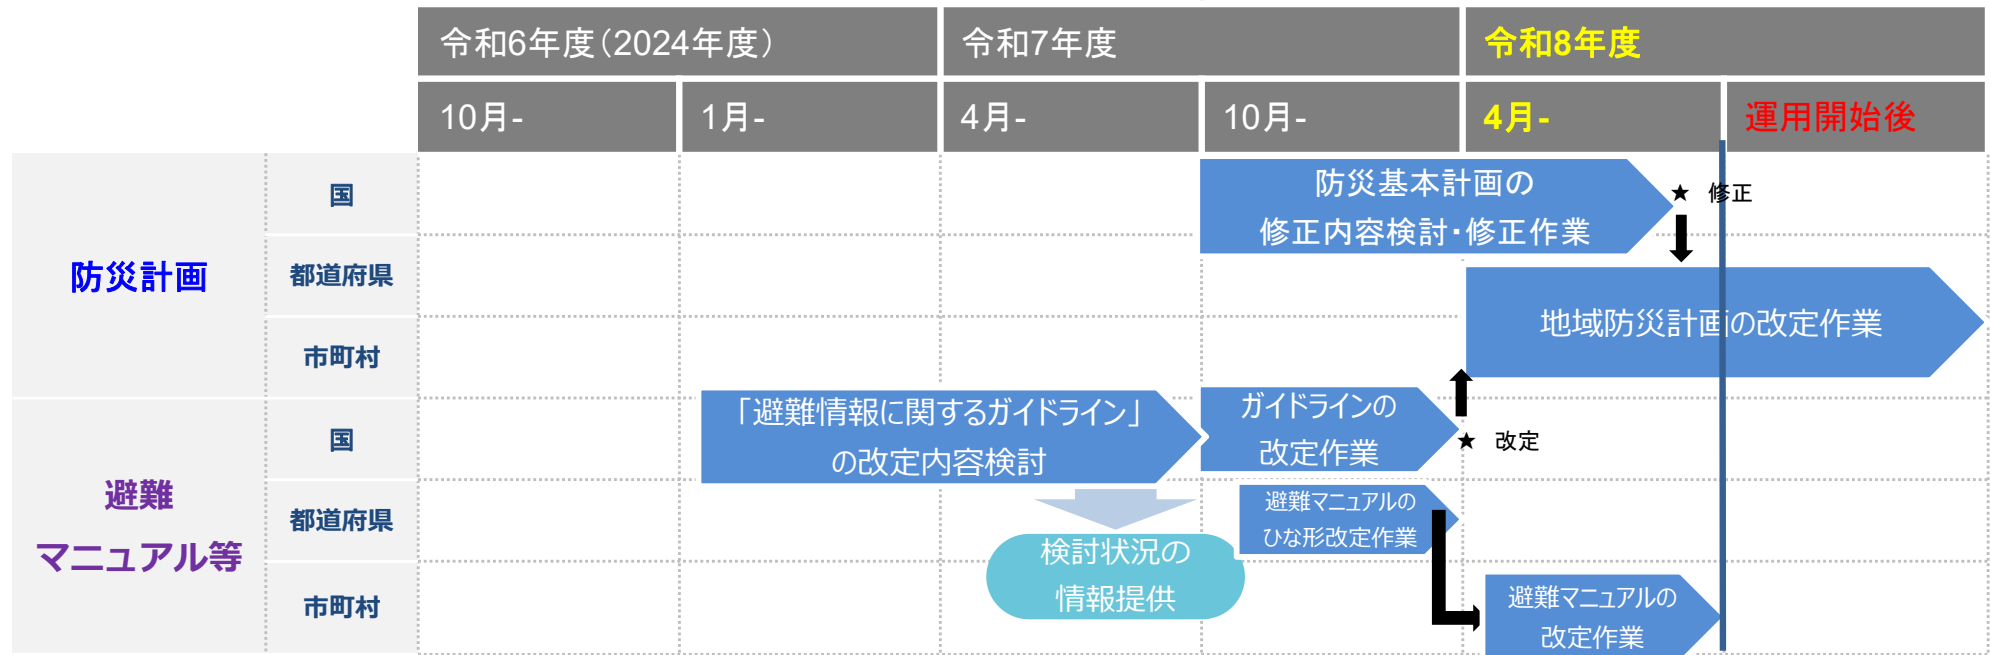 令和6年度（2024年度）
令和7年度
令和8年度
10月-
1月-
4月-
10月-
4月-
運用開始後
防災計画
国
都道府県
市町村
防災基本計画の
修正内容検討・修正作業
★ 修正
地域防災計画の改定作業
避難
マニュアル等
国
都道府県
市町村
「避難情報に関するガイドライン」
の改定内容検討
ガイドラインの
改定作業
★ 改定
検討状況の
情報提供
避難マニュアルの
ひな形改定作業
避難マニュアルの
改定作業